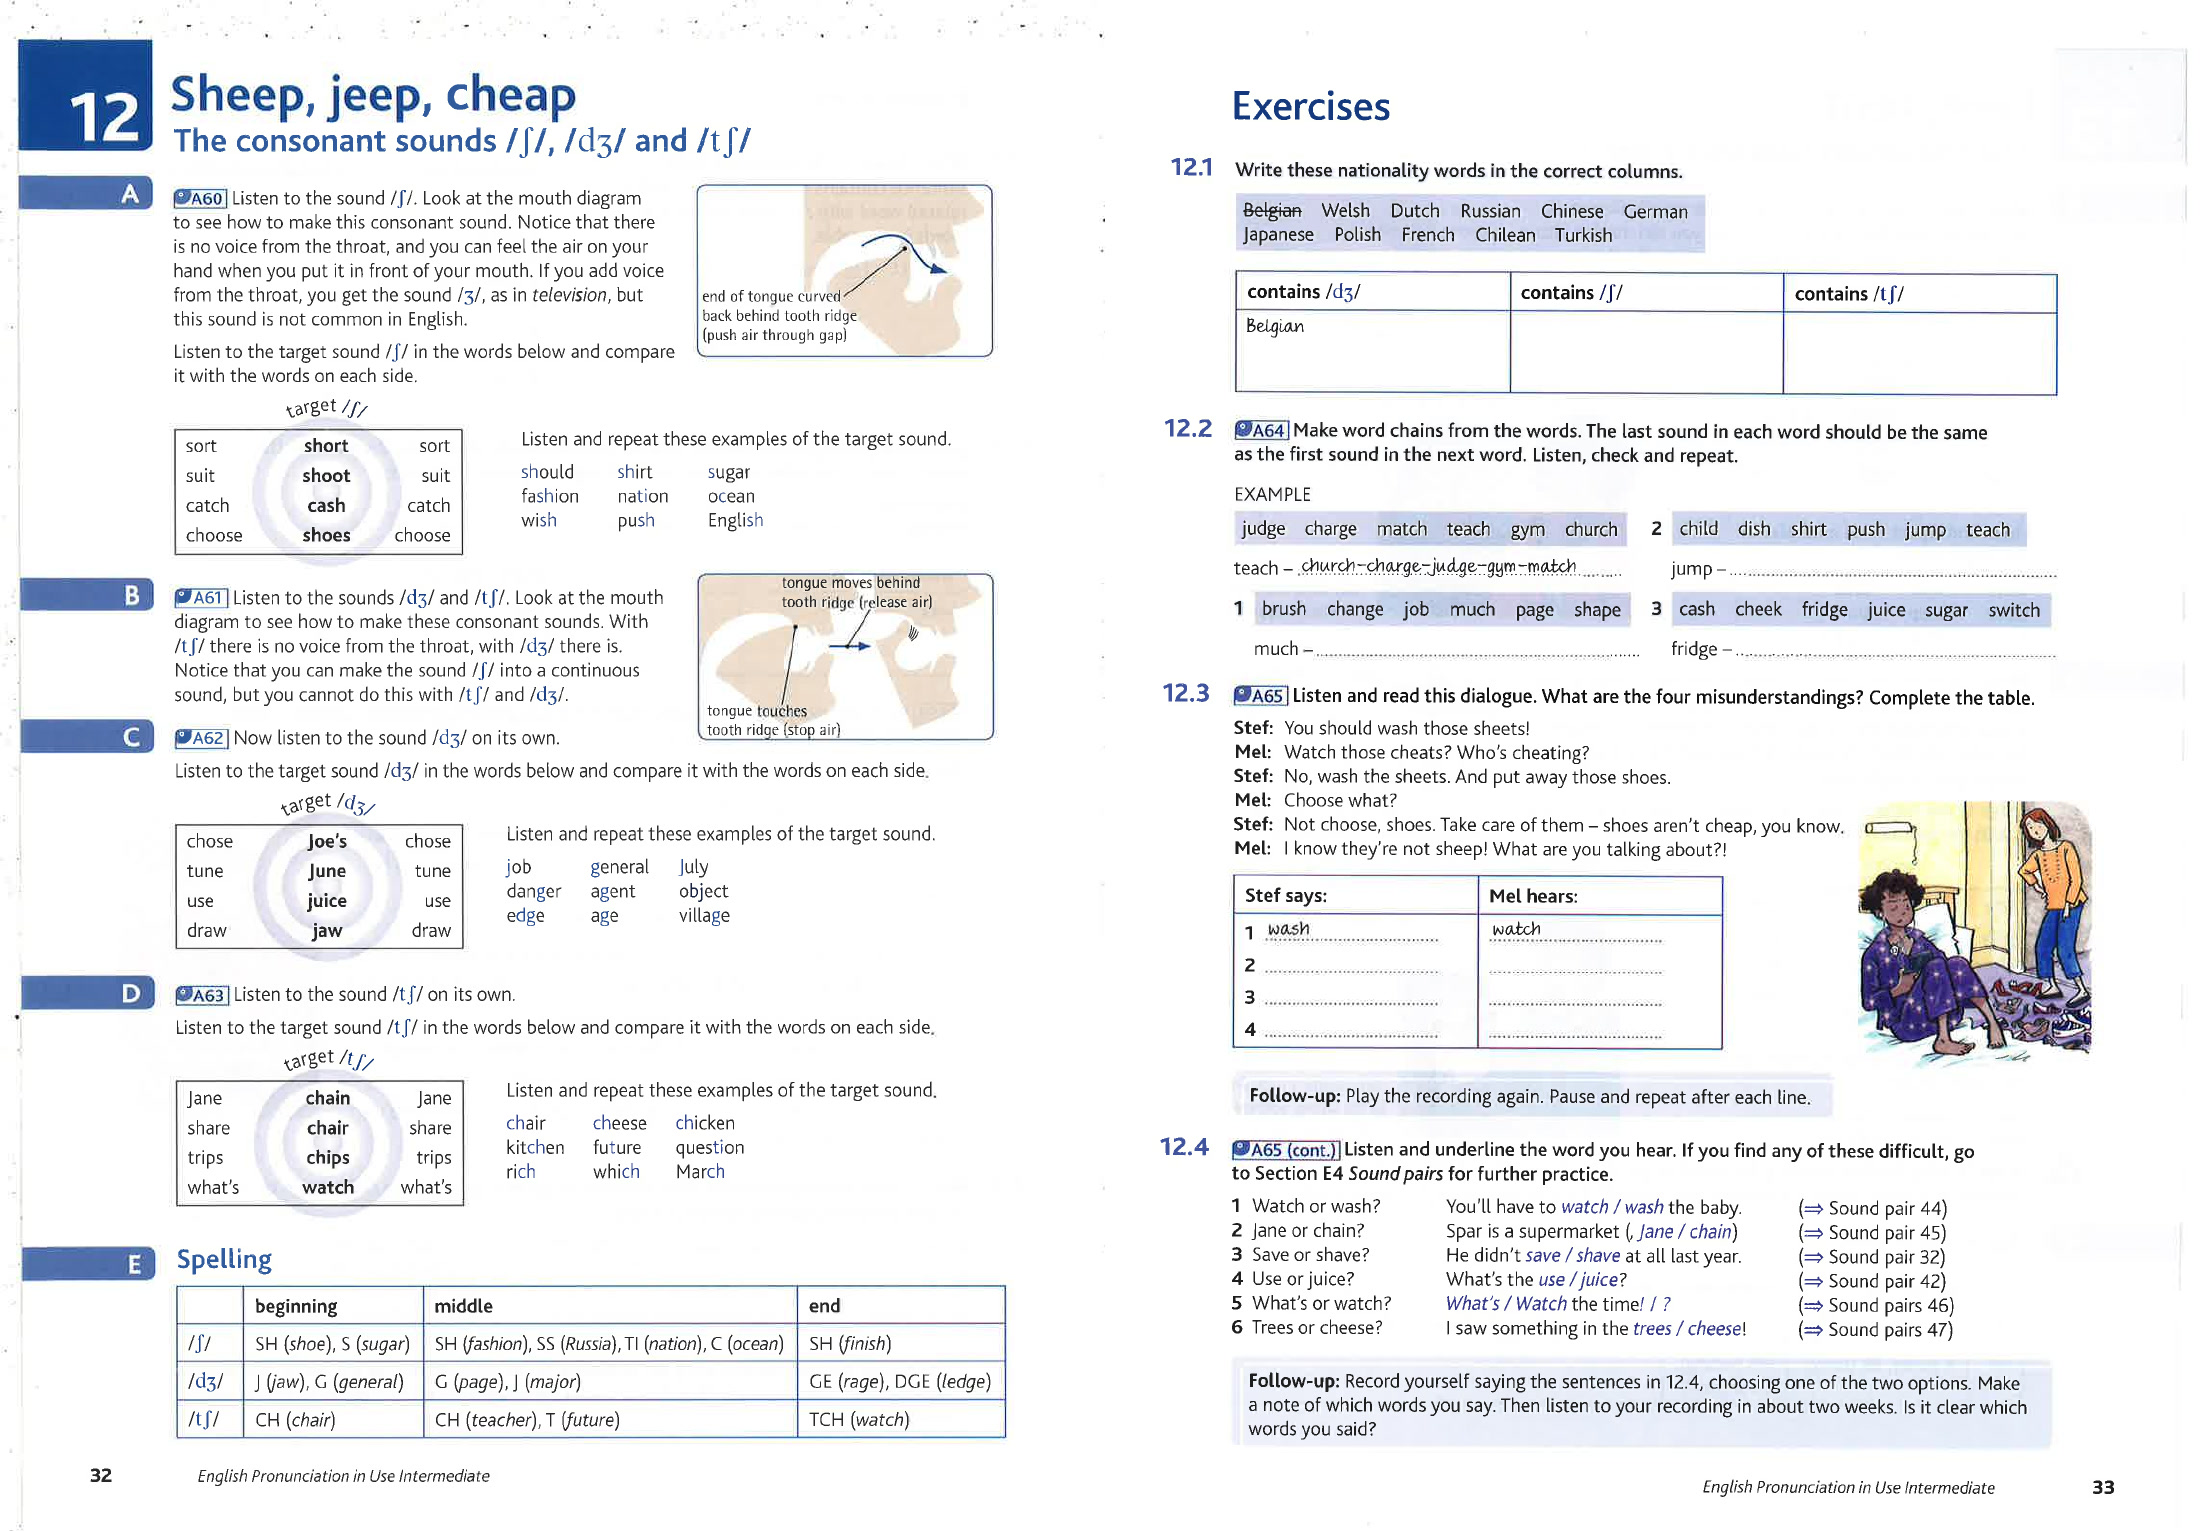 12
Sheep, jeep, cheap
The consonant sounds /ʃ/, /dʒ/ and /tʃ/
A
A60 Listen to the sound /ʃ/. Look at the mouth diagram
to see how to make this consonant sound. Notice that there
is no voice from the throat, and you can feel the air on your
hand when you put it in front of your mouth. If you add voice
from the throat, you get the sound /ʒ/, as in television, but
this sound is not common in English.
Listen to the target sound /ʃ/ in the words below and compare
it with the words on each side.
end of tongue curved
back behind tooth ridge
(push air through gap)
target /ʃ/
sort short sort
suit shoot suit
catch cash catch
choose shoes choose
Listen and repeat these examples of the target sound.
should shirt sugar
fashion nation ocean
wish push English
B
A61 Listen to the sounds /dʒ/ and /tʃ/. Look at the mouth
diagram to see how to make these consonant sounds. With
/tʃ/ there is no voice from the throat, with /dʒ/ there is.
Notice that you can make the sound /ʃ/ into a continuous
sound, but you cannot do this with /tʃ/ and /dʒ/.
tongue moves behind
tooth ridge (release air)
tongue touches
tooth ridge (stop air)
C
A62 Now listen to the sound /dʒ/ on its own.
Listen to the target sound /dʒ/ in the words below and compare it with the words on each side.
target /dʒ/
chose Joe's chose
tune June tune
use juice use
draw jaw draw
Listen and repeat these examples of the target sound.
job general July
danger agent object
edge age village
D
A63 Listen to the sound /tʃ/ on its own.
Listen to the target sound /tʃ/ in the words below and compare it with the words on each side.
target /tʃ/
Jane chain Jane
share chair share
trips chips trips
what's watch what's
Listen and repeat these examples of the target sound.
chair cheese chicken
kitchen future question
rich which March
E
Spelling
beginning middle end
/ʃ/ SH (shoe), S (sugar) SH (fashion), SS (Russia), TI (nation), C (ocean) SH (finish)
/dʒ/ J (jaw), G (general) G (page), J (major) GE (rage), DGE (ledge)
/tʃ/ CH (chair) CH (teacher), T (future) TCH (watch)
32 English Pronunciation in Use Intermediate
Exercises
12.1 Write these nationality words in the correct columns.
Belgian Welsh Dutch Russian Chinese German
Japanese Polish French Chilean Turkish
contains /dʒ/ contains /ʃ/ contains /tʃ/
Belgian
12.2 A64 Make word chains from the words. The last sound in each word should be the same
as the first sound in the next word. Listen, check and repeat.
EXAMPLE
judge charge match teach gym church
teach – church–charge–judge–gym–match
1 brush change job much page shape
much –
2 child dish shirt push jump teach
jump –
3 cash cheek fridge juice sugar switch
fridge –
12.3 A65 Listen and read this dialogue. What are the four misunderstandings? Complete the table.
Stef: You should wash those sheets!
Mel: Watch those cheats? Who's cheating?
Stef: No, wash the sheets. And put away those shoes.
Mel: Choose what?
Stef: Not choose, shoes. Take care of them – shoes aren't cheap, you know.
Mel: I know they're not sheep! What are you talking about?!
Stef says: Mel hears:
1 wash watch
2
3
4
Follow-up: Play the recording again. Pause and repeat after each line.
12.4 A65 (cont.) Listen and underline the word you hear. If you find any of these difficult, go
to Section E4 Sound pairs for further practice.
1 Watch or wash? You'll have to watch / wash the baby. (⇒ Sound pair 44)
2 Jane or chain? Spar is a supermarket (, Jane / chain) (⇒ Sound pair 45)
3 Save or shave? He didn't save / shave at all last year. (⇒ Sound pair 32)
4 Use or juice? What's the use / juice? (⇒ Sound pair 42)
5 What's or watch? What's / Watch the time! / ? (⇒ Sound pairs 46)
6 Trees or cheese? I saw something in the trees / cheese! (⇒ Sound pairs 47)
Follow-up: Record yourself saying the sentences in 12.4, choosing one of the two options. Make
a note of which words you say. Then listen to your recording in about two weeks. Is it clear which
words you said?
English Pronunciation in Use Intermediate 33